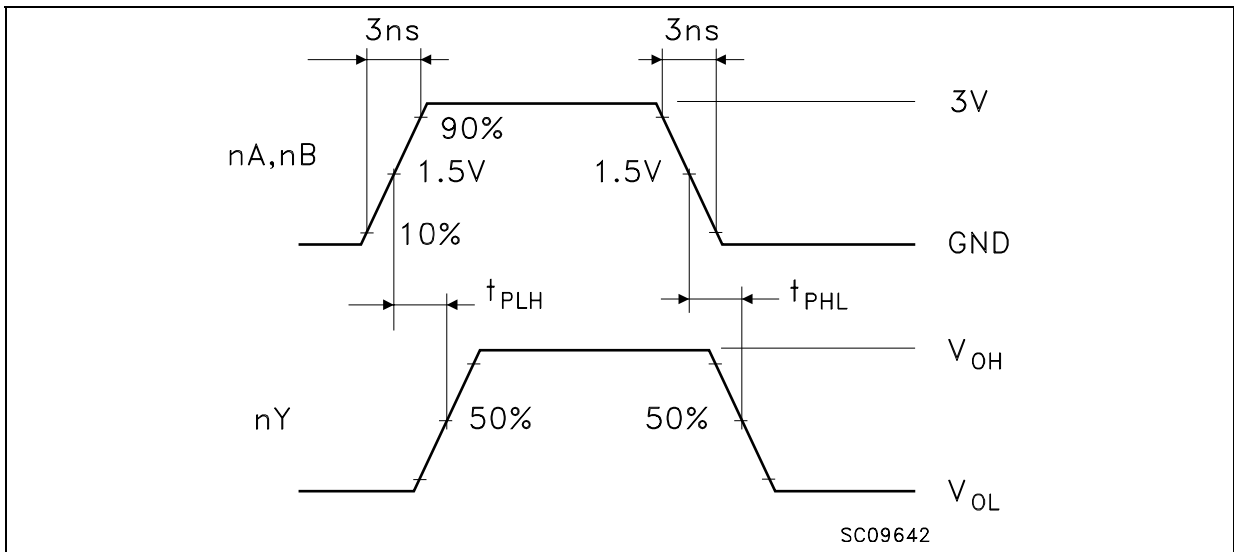 3ns 3ns
3V
90%
nA,nB 1.5V 1.5V
10%
GND
tPLH tPHL
VOH
nY 50% 50%
VOL
SC09642